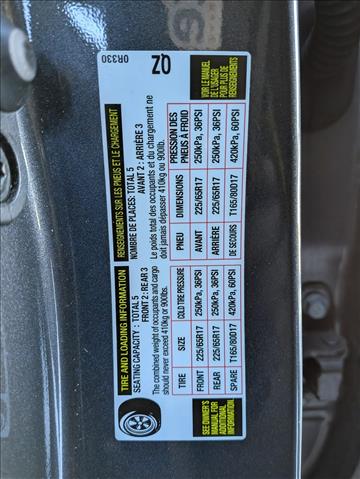 TIRE AND LOADING INFORMATION
SEATING CAPACITY : TOTAL 5
FRONT 2 : REAR 3
The combined weight of occupants and cargo
should never exceed 410kg or 900lbs.
TIRE SIZE COLD TIRE PRESSURE
FRONT 225/65R17 250kPa, 36PSI
REAR 225/65R17 250kPa, 36PSI
SPARE T165/80D17 420kPa, 60PSI
SEE OWNER'S
MANUAL FOR
ADDITIONAL
INFORMATION
RENSEIGNEMENTS SUR LES PNEUS ET LE CHARGEMENT
NOMBRE DE PLACES: TOTAL 5
AVANT 2 : ARRIÈRE 3
Le poids total des occupants et du chargement ne
doit jamais dépasser 410kg ou 900lb.
PNEU DIMENSIONS PRESSION DES
PNEUS À FROID
AVANT 225/65R17 250kPa, 36PSI
ARRIÈRE 225/65R17 250kPa, 36PSI
DE SECOURS T165/80D17 420kPa, 60PSI
VOIR LE MANUEL
DE L'USAGER
POUR PLUS DE
RENSEIGNEMENTS
0R330
QZ